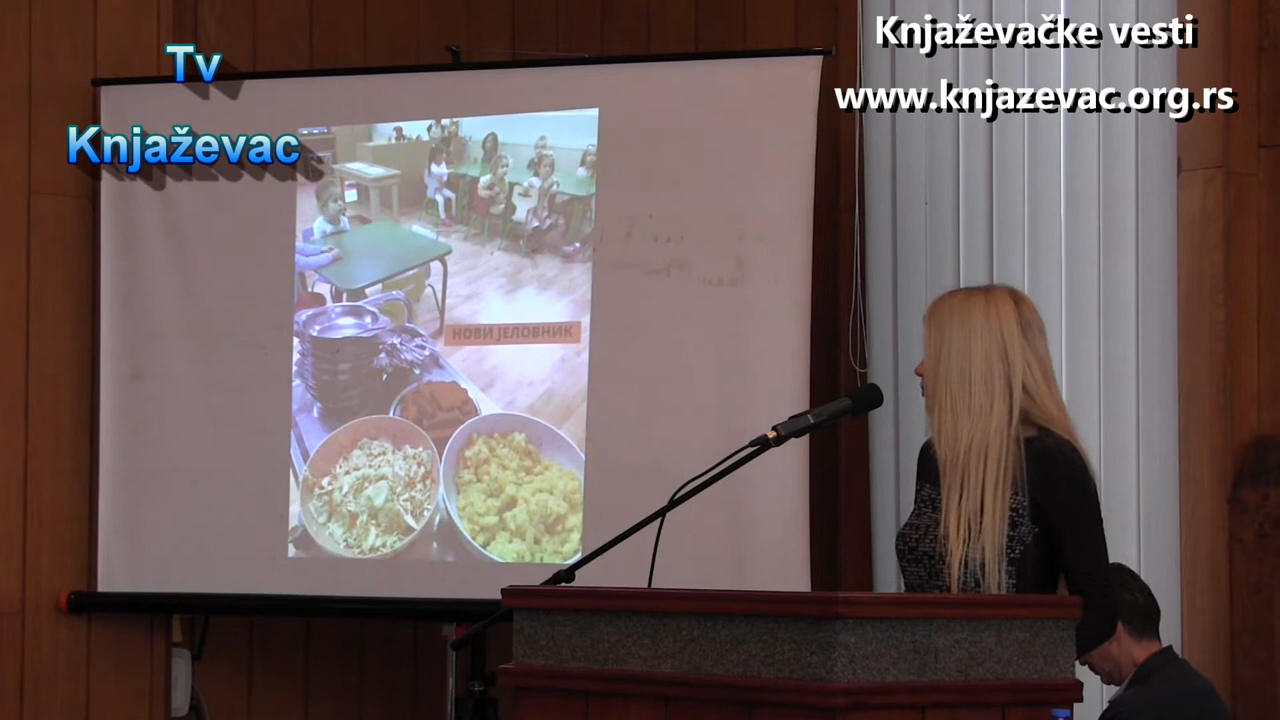 Tv
Knjaževac
Knjaževačke vesti
www.knjazevac.org.rs
НОВИ ЈЕЛОВНИК